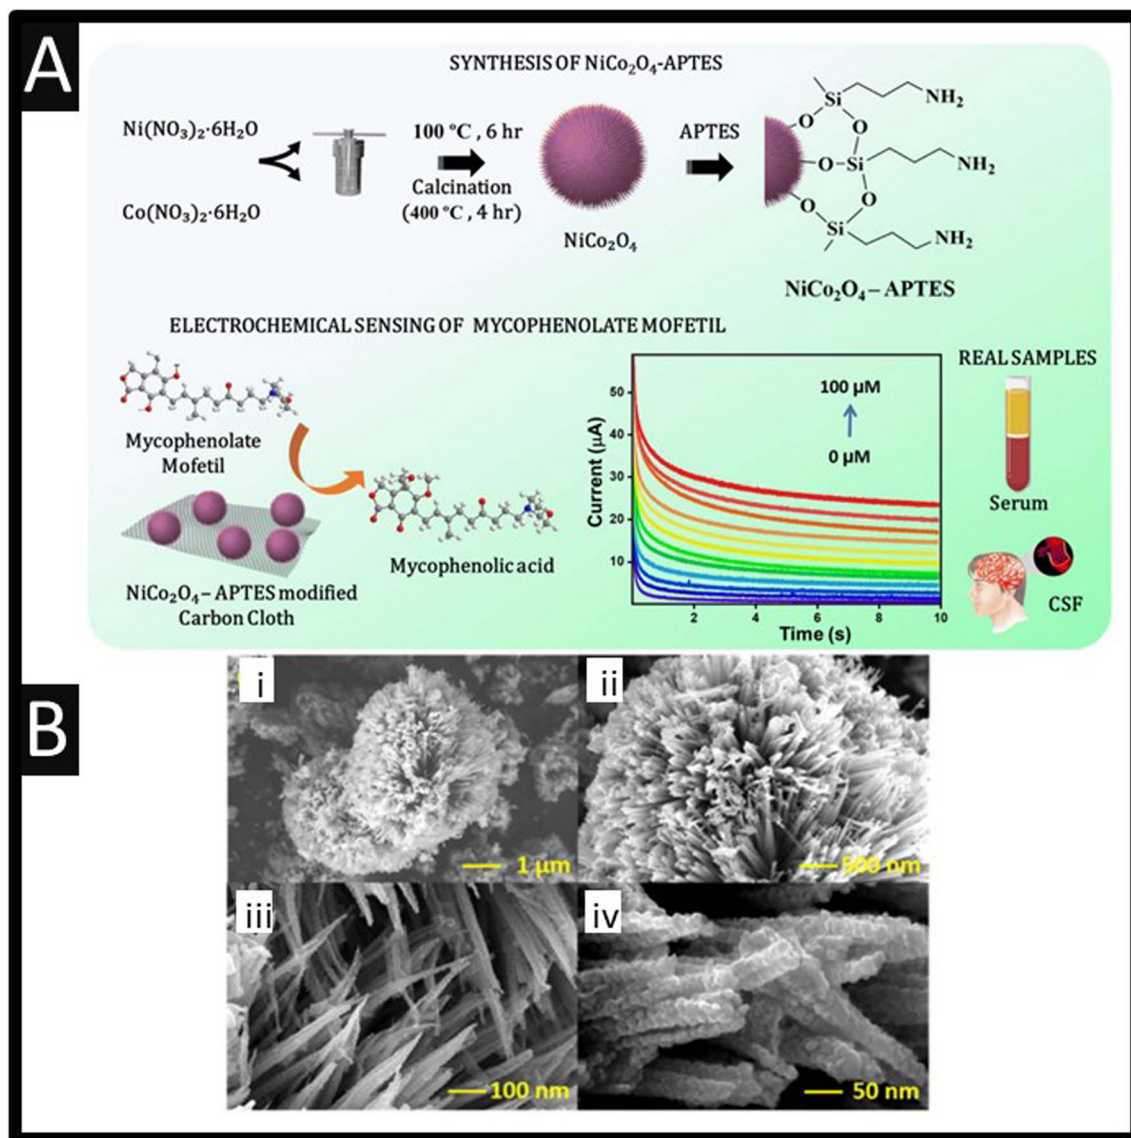 A
SYNTHESIS OF NiCo₂O₄-APTES
Ni(NO₃)₂·6H₂O
Co(NO₃)₂·6H₂O
100 °C , 6 hr
Calcination
(400 °C , 4 hr)
NiCo₂O₄
APTES
Si
NH₂
O
O
O
Si
NH₂
O
O
Si
NH₂
NiCo₂O₄– APTES
ELECTROCHEMICAL SENSING OF MYCOPHENOLATE MOFETIL
Mycophenolate
Mofetil
NiCo₂O₄– APTES modified
Carbon Cloth
Mycophenolic acid
Current (µA)
50
40
30
20
10
100 µM
0 µM
2
4
6
8
10
Time (s)
REAL SAMPLES
Serum
CSF
B
i
1 µm
ii
500 nm
iii
100 nm
iv
50 nm